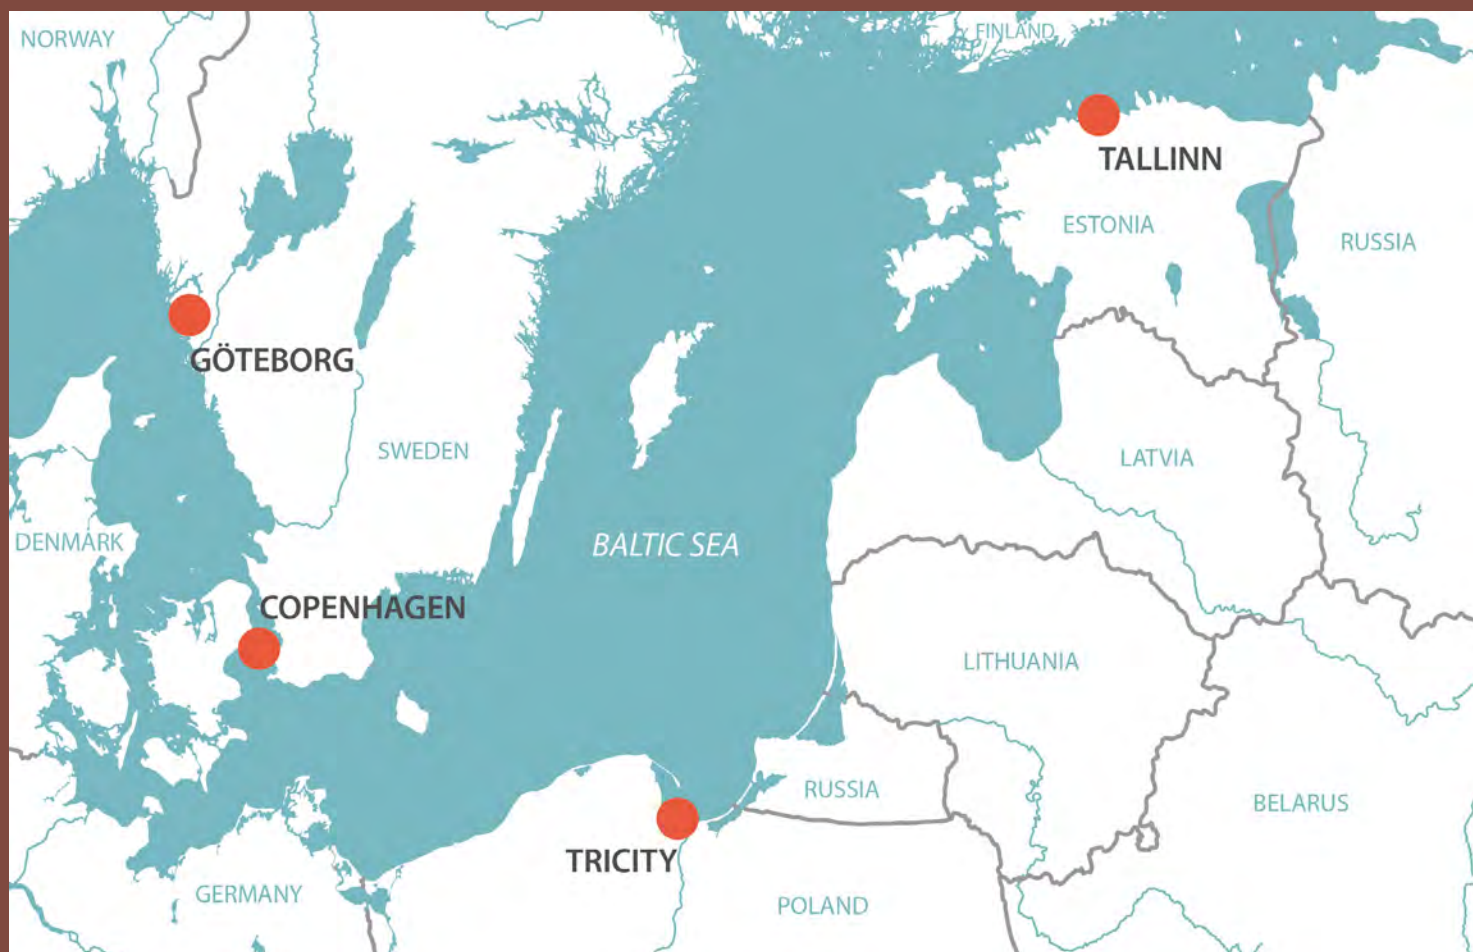 NORWAY
FINLAND
TALLINN
ESTONIA
RUSSIA
GÖTEBORG
SWEDEN
LATVIA
DENMARK
BALTIC SEA
COPENHAGEN
LITHUANIA
RUSSIA
BELARUS
TRICITY
GERMANY
POLAND